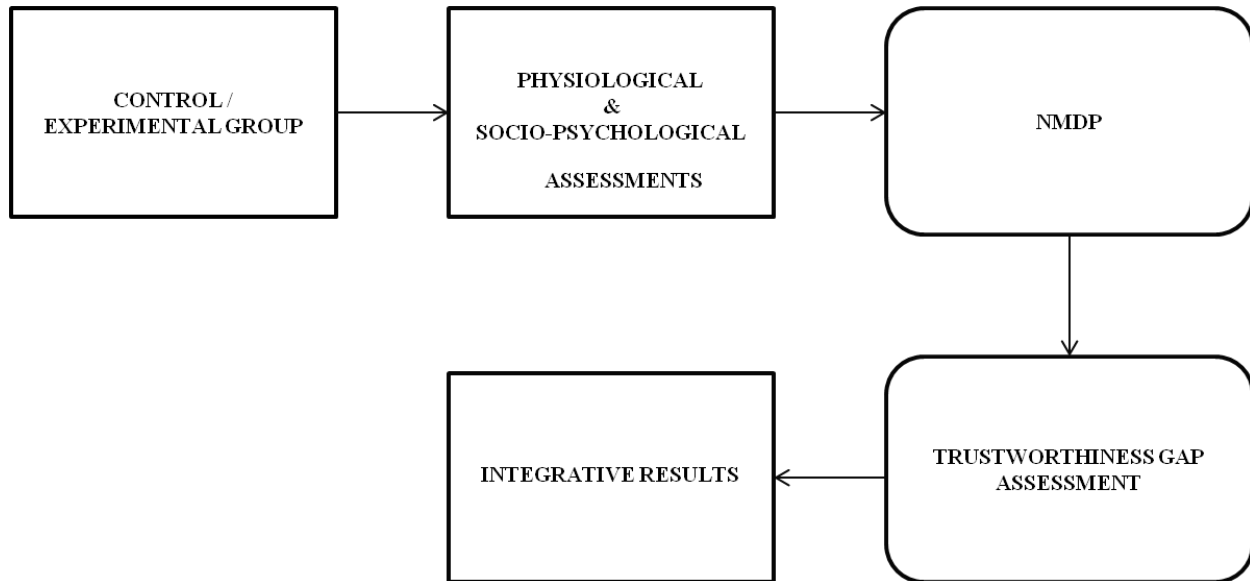 CONTROL /
EXPERIMENTAL GROUP
PHYSIOLOGICAL
&
SOCIO-PSYCHOLOGICAL
ASSESSMENTS
NMDP
TRUSTWORTHINESS GAP
ASSESSMENT
INTEGRATIVE RESULTS